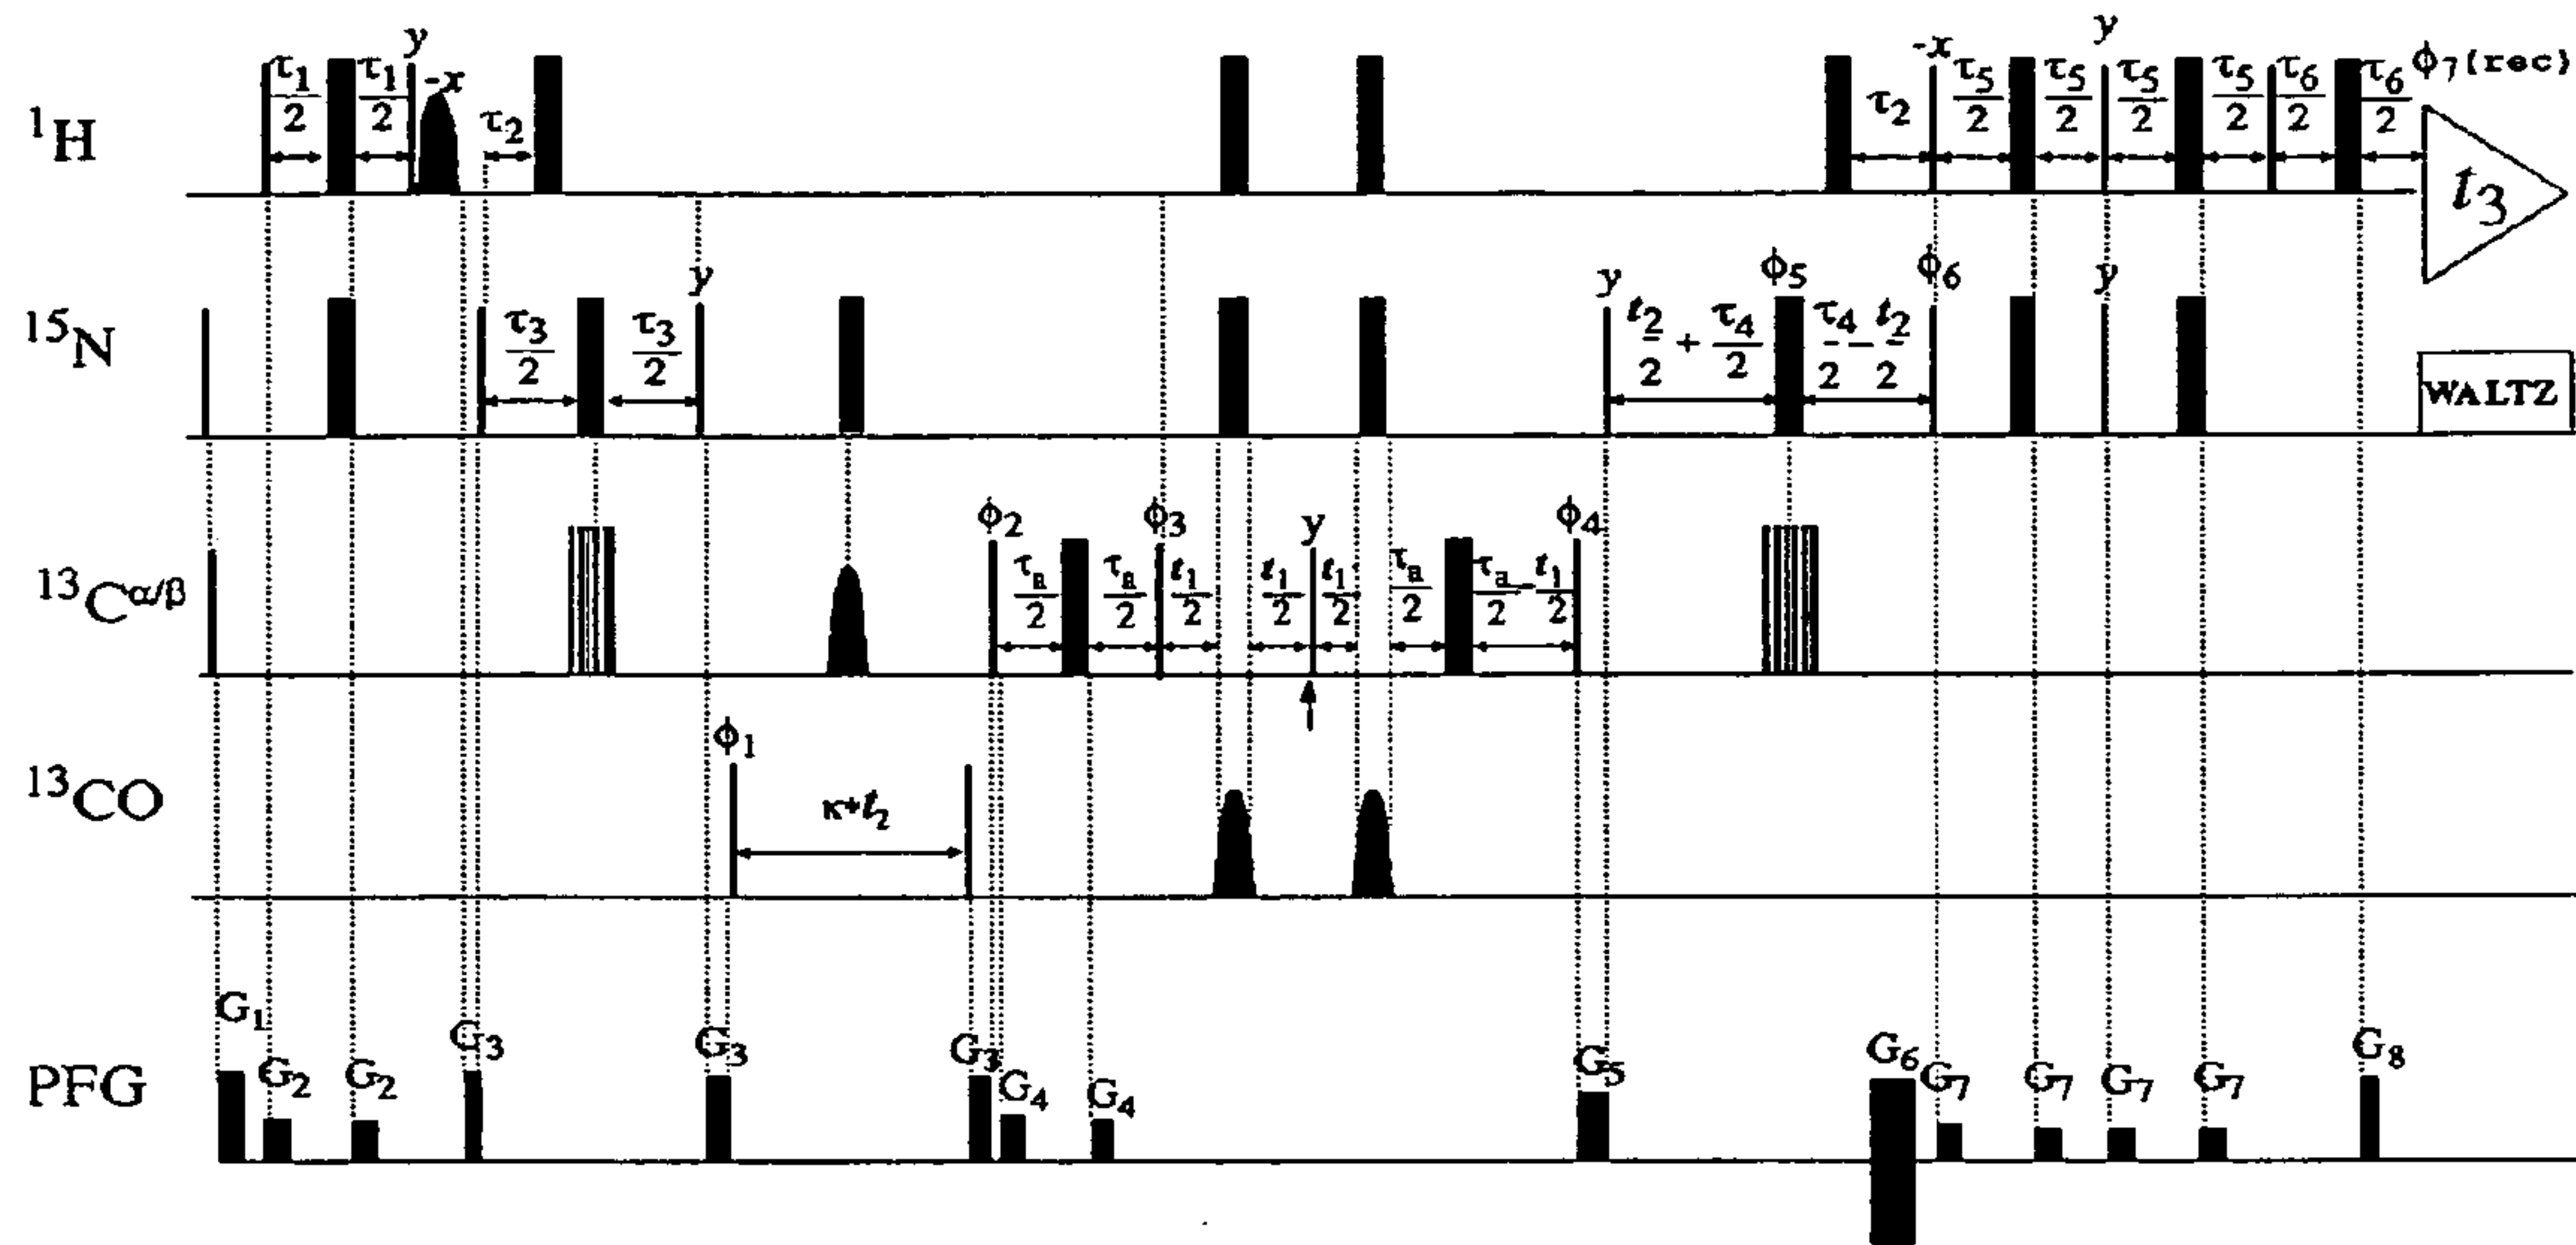 y y
-x -x
τ₁/2 τ₁/2 τ₂ τ₂ τ₅/2 τ₅/2 τ₅/2 τ₅/2 τ₆/2 τ₆/2 ϕ₇(rec)
¹H t₃
y y ϕ₅ ϕ₆ y
¹⁵N τ₃/2 τ₃/2 t₂/2 + τ₄/2 τ₄/2 - t₂/2 WALTZ
ϕ₂ ϕ₃ y ϕ₄
¹³Cα/β τₐ/2 τₐ/2 t₁/2 t₁/2 t₁/2 τₐ/2 τₐ/2 - t₁/2
ϕ₁
¹³CO κ+t₂
G₁ G₂ G₂ G₃ G₃ G₃ G₄ G₄ G₅ G₆ G₇ G₇ G₇ G₇ G₈
PFG